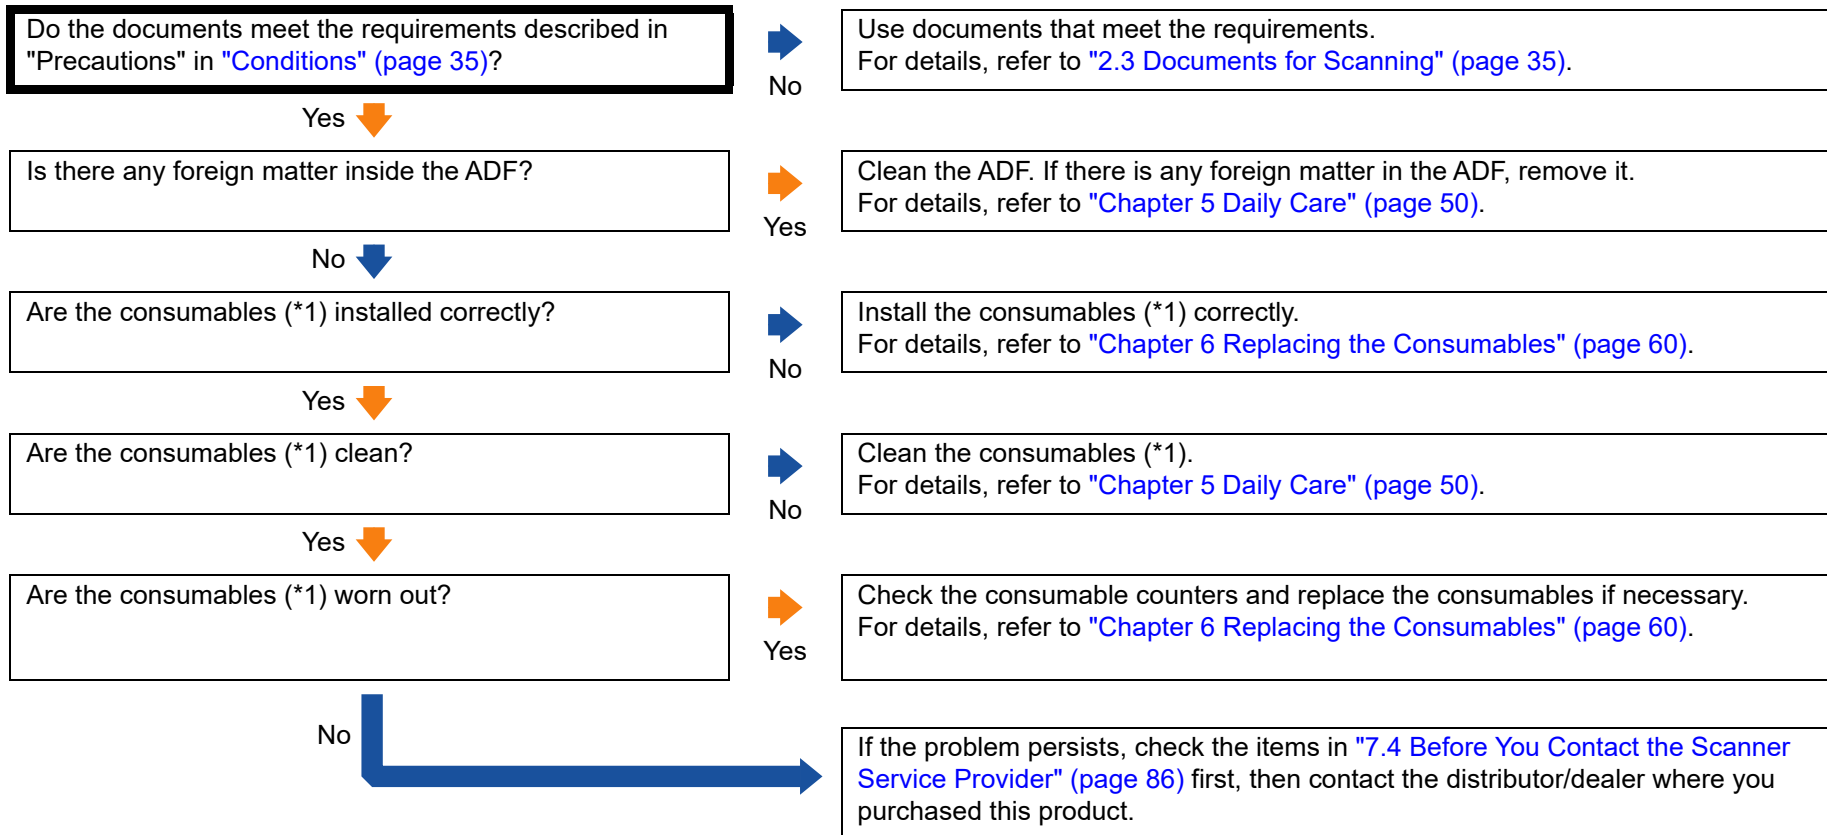 Do the documents meet the requirements described in
"Precautions" in "Conditions" (page 35)?
No
Use documents that meet the requirements.
For details, refer to "2.3 Documents for Scanning" (page 35).
Yes
Is there any foreign matter inside the ADF?
Yes
Clean the ADF. If there is any foreign matter in the ADF, remove it.
For details, refer to "Chapter 5 Daily Care" (page 50).
No
Are the consumables (*1) installed correctly?
No
Install the consumables (*1) correctly.
For details, refer to "Chapter 6 Replacing the Consumables" (page 60).
Yes
Are the consumables (*1) clean?
No
Clean the consumables (*1).
For details, refer to "Chapter 5 Daily Care" (page 50).
Yes
Are the consumables (*1) worn out?
Yes
Check the consumable counters and replace the consumables if necessary.
For details, refer to "Chapter 6 Replacing the Consumables" (page 60).
No
If the problem persists, check the items in "7.4 Before You Contact the Scanner
Service Provider" (page 86) first, then contact the distributor/dealer where you
purchased this product.